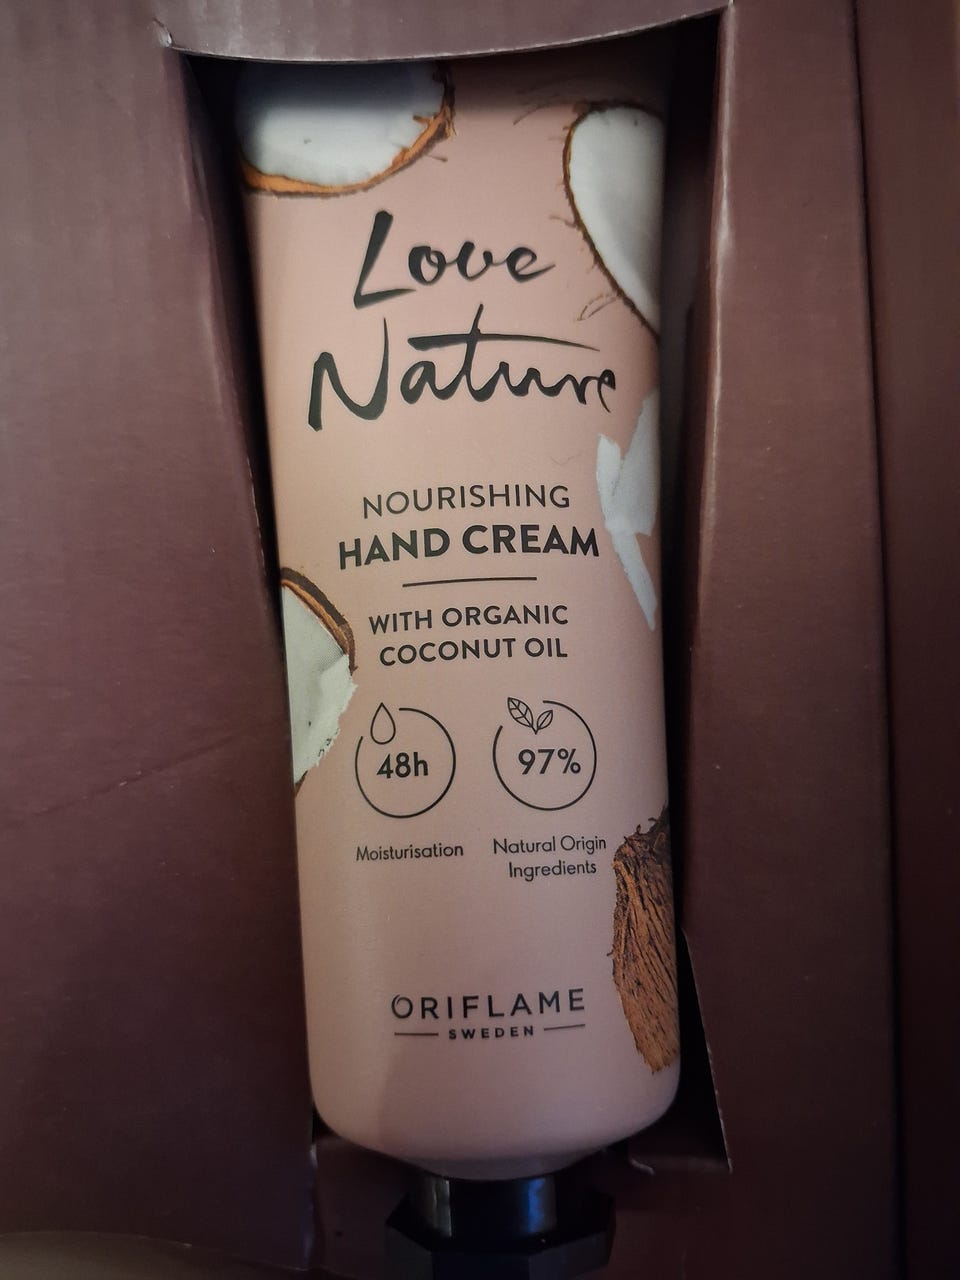 Love
Nature
NOURISHING
HAND CREAM
WITH ORGANIC
COCONUT OIL
48h
97%
Moisturisation
Natural Origin
Ingredients
ORIFLAME
SWEDEN